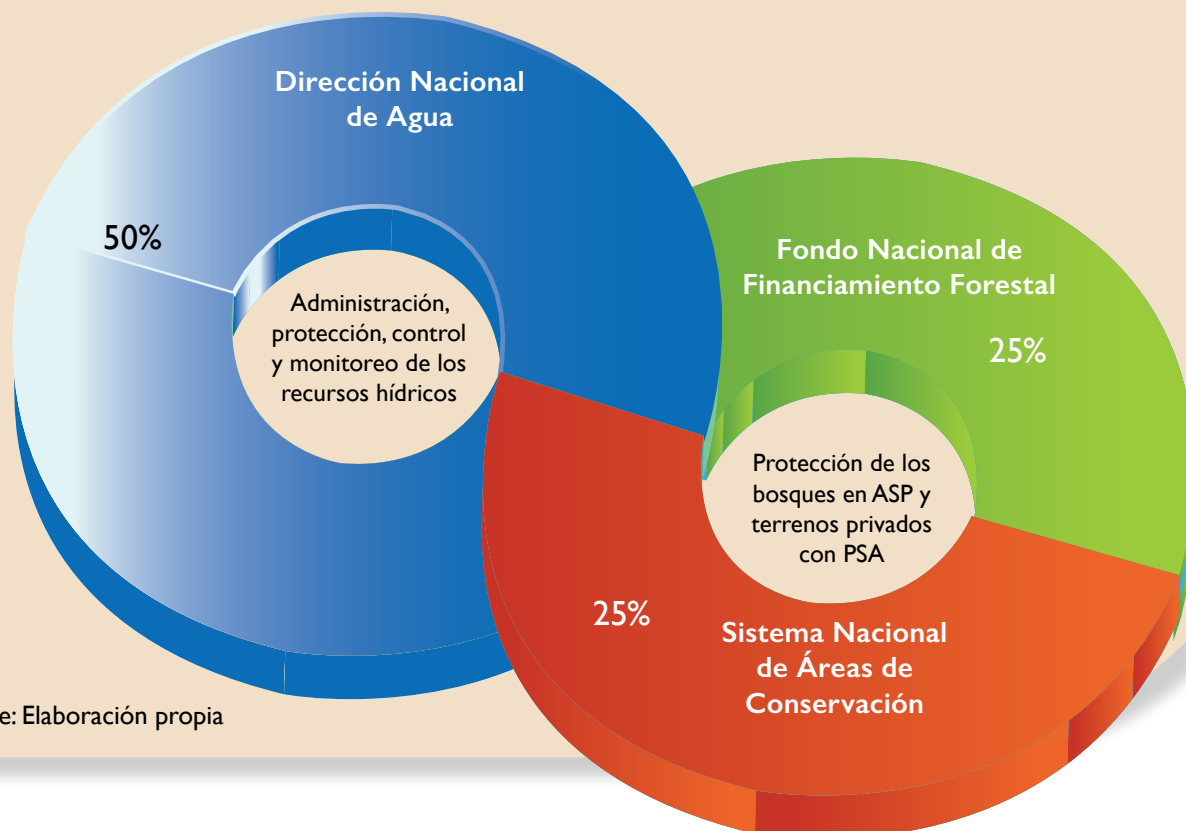 Dirección Nacional
de Agua
50%
Administración,
protección, control
y monitoreo de los
recursos hídricos
Fondo Nacional de
Financiamiento Forestal
25%
Protección de los
bosques en ASP y
terrenos privados
con PSA
25%
Sistema Nacional
de Áreas de
Conservación
e: Elaboración propia